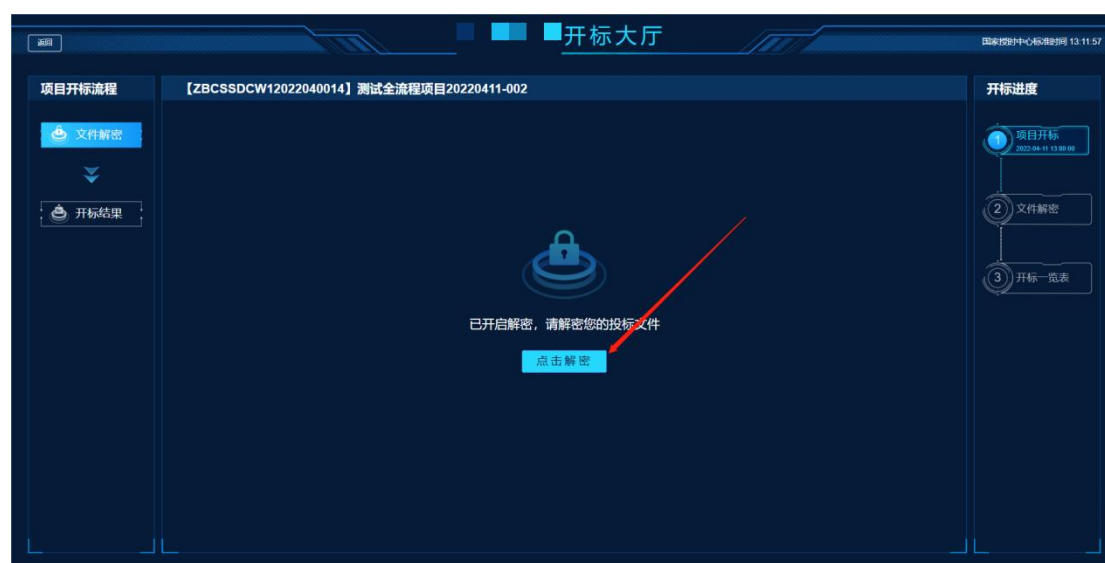 返回
开标大厅
国家授时中心标准时间 13:11:57
项目开标流程
【ZBCSSDCW12022040014】测试全流程项目20220411-002
开标进度
文件解密
开标结果
已开启解密，请解密您的投标文件
点击解密
1 项目开标
2022-04-11 13:00:00
2 文件解密
3 开标一览表